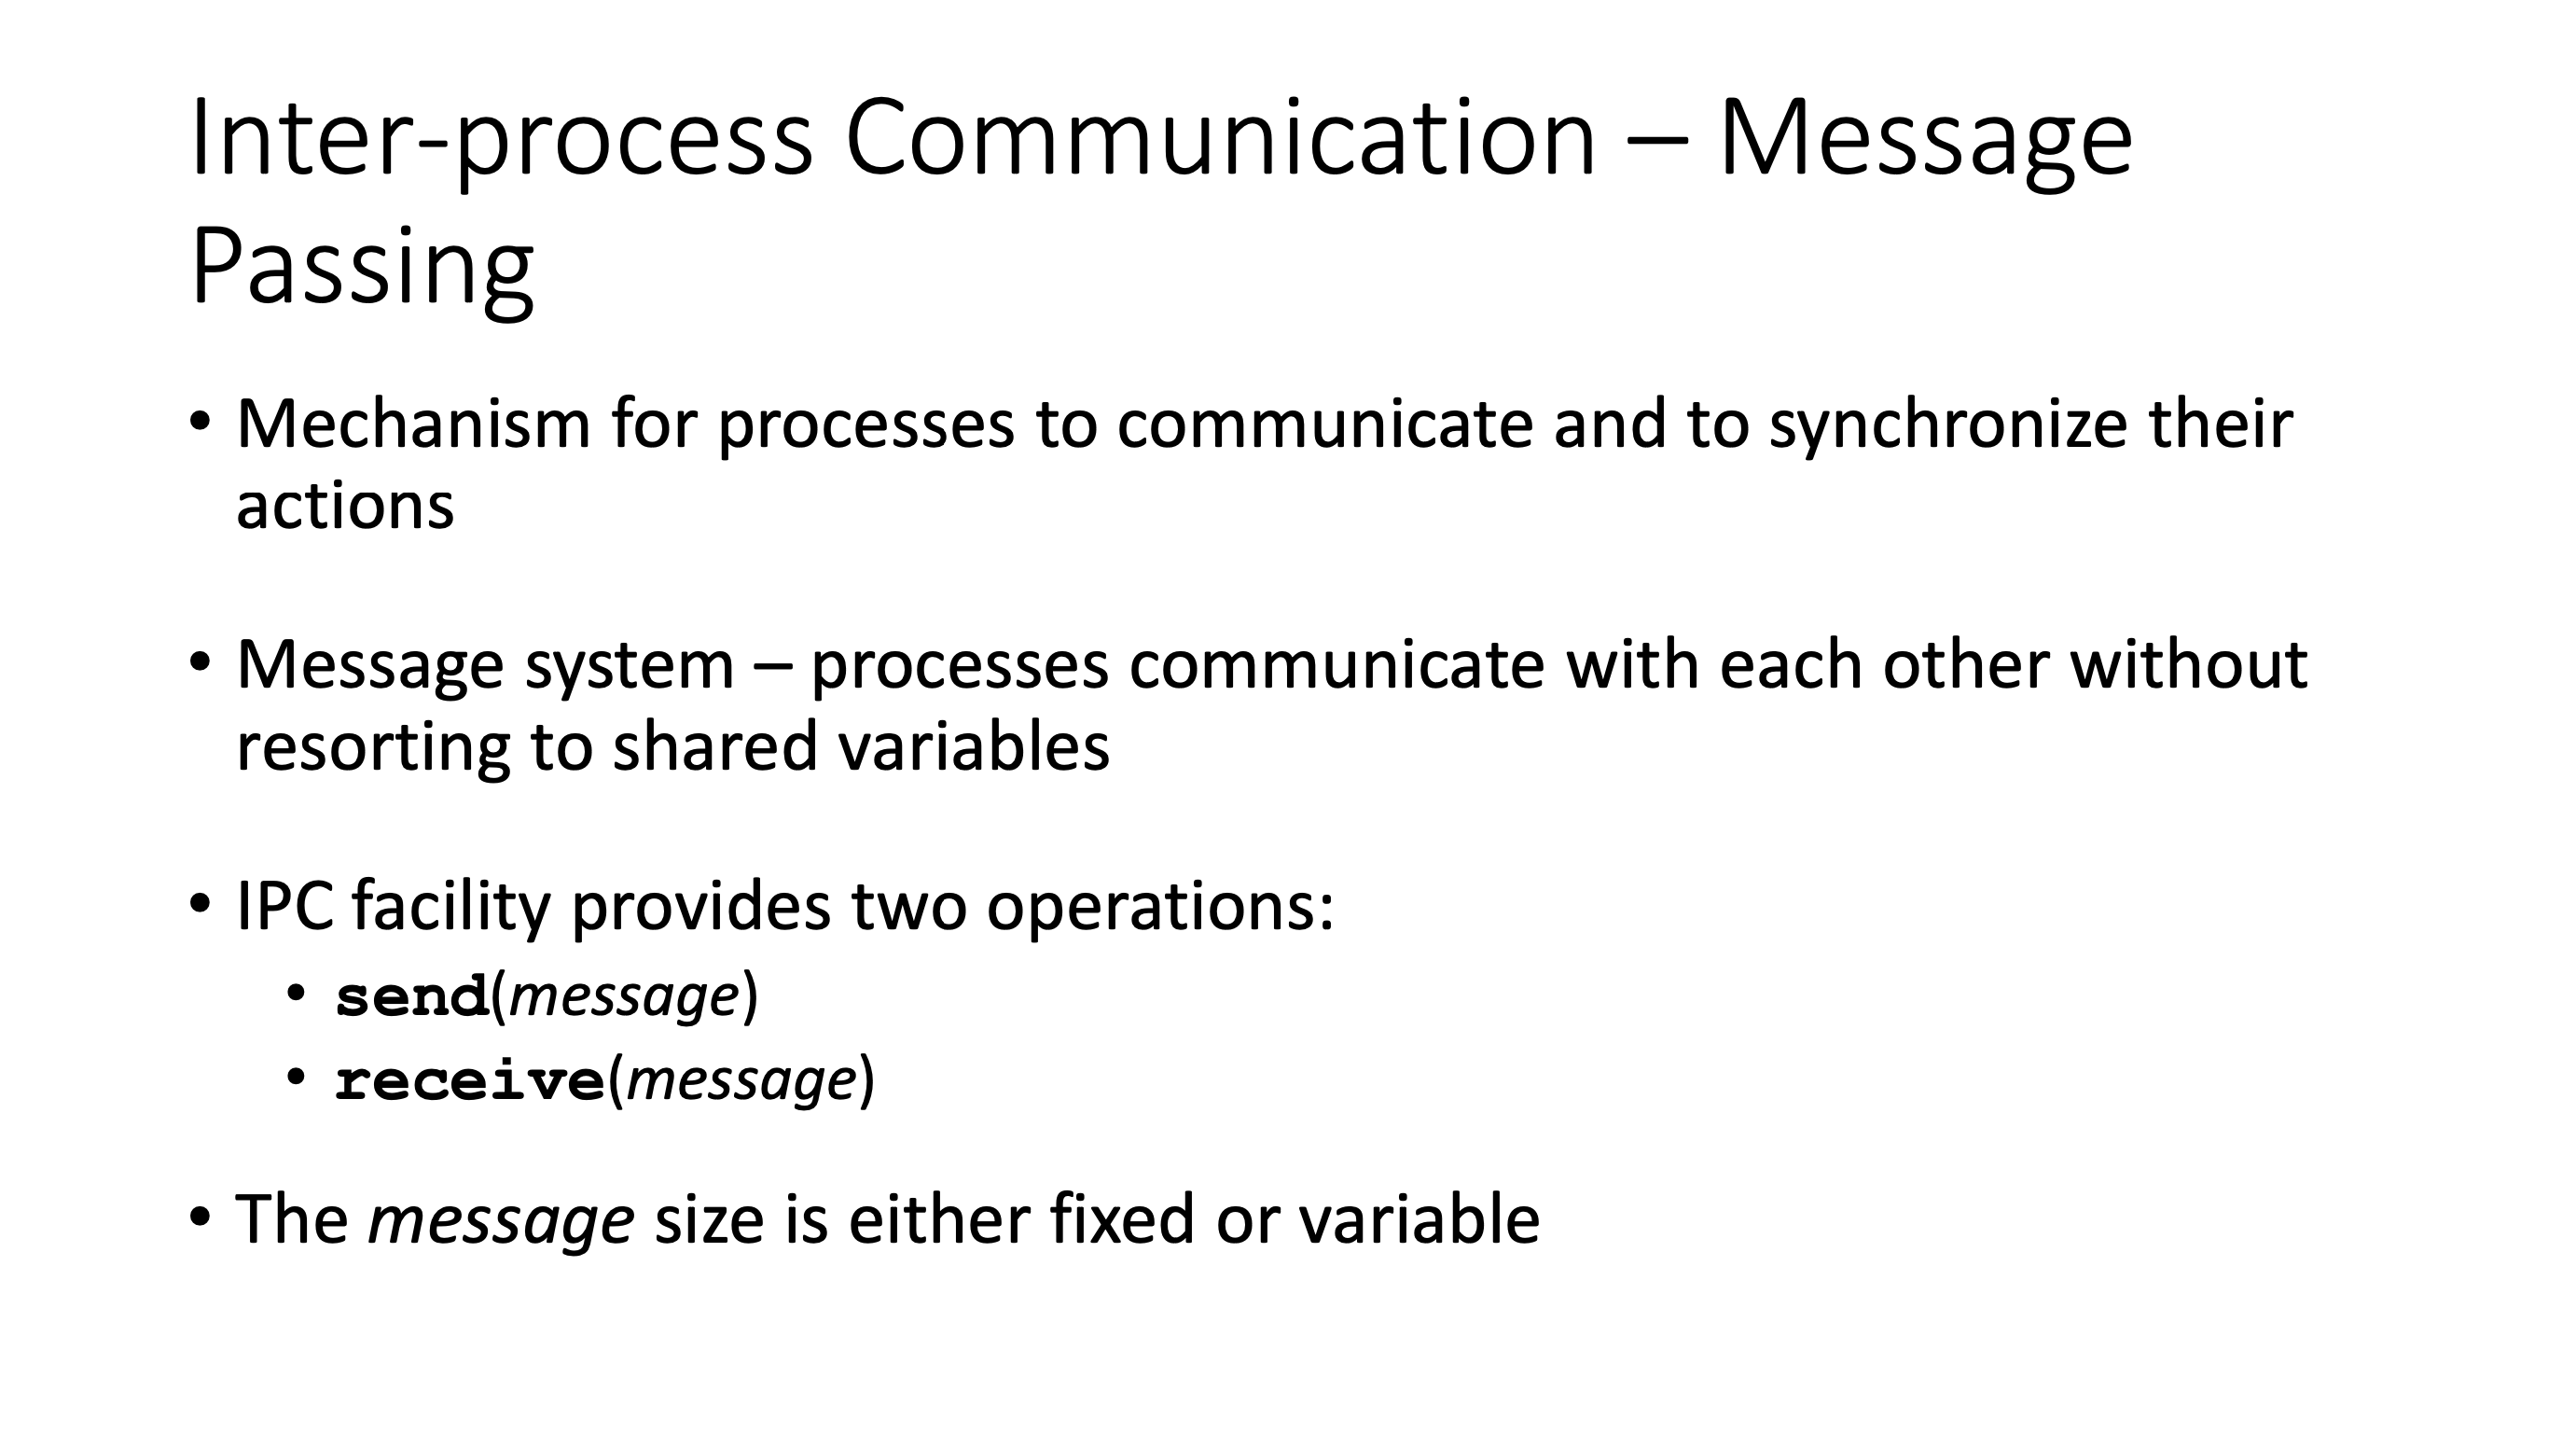 Inter-process Communication – Message
Passing
• Mechanism for processes to communicate and to synchronize their
actions
• Message system – processes communicate with each other without
resorting to shared variables
• IPC facility provides two operations:
• send(message)
• receive(message)
• The message size is either fixed or variable